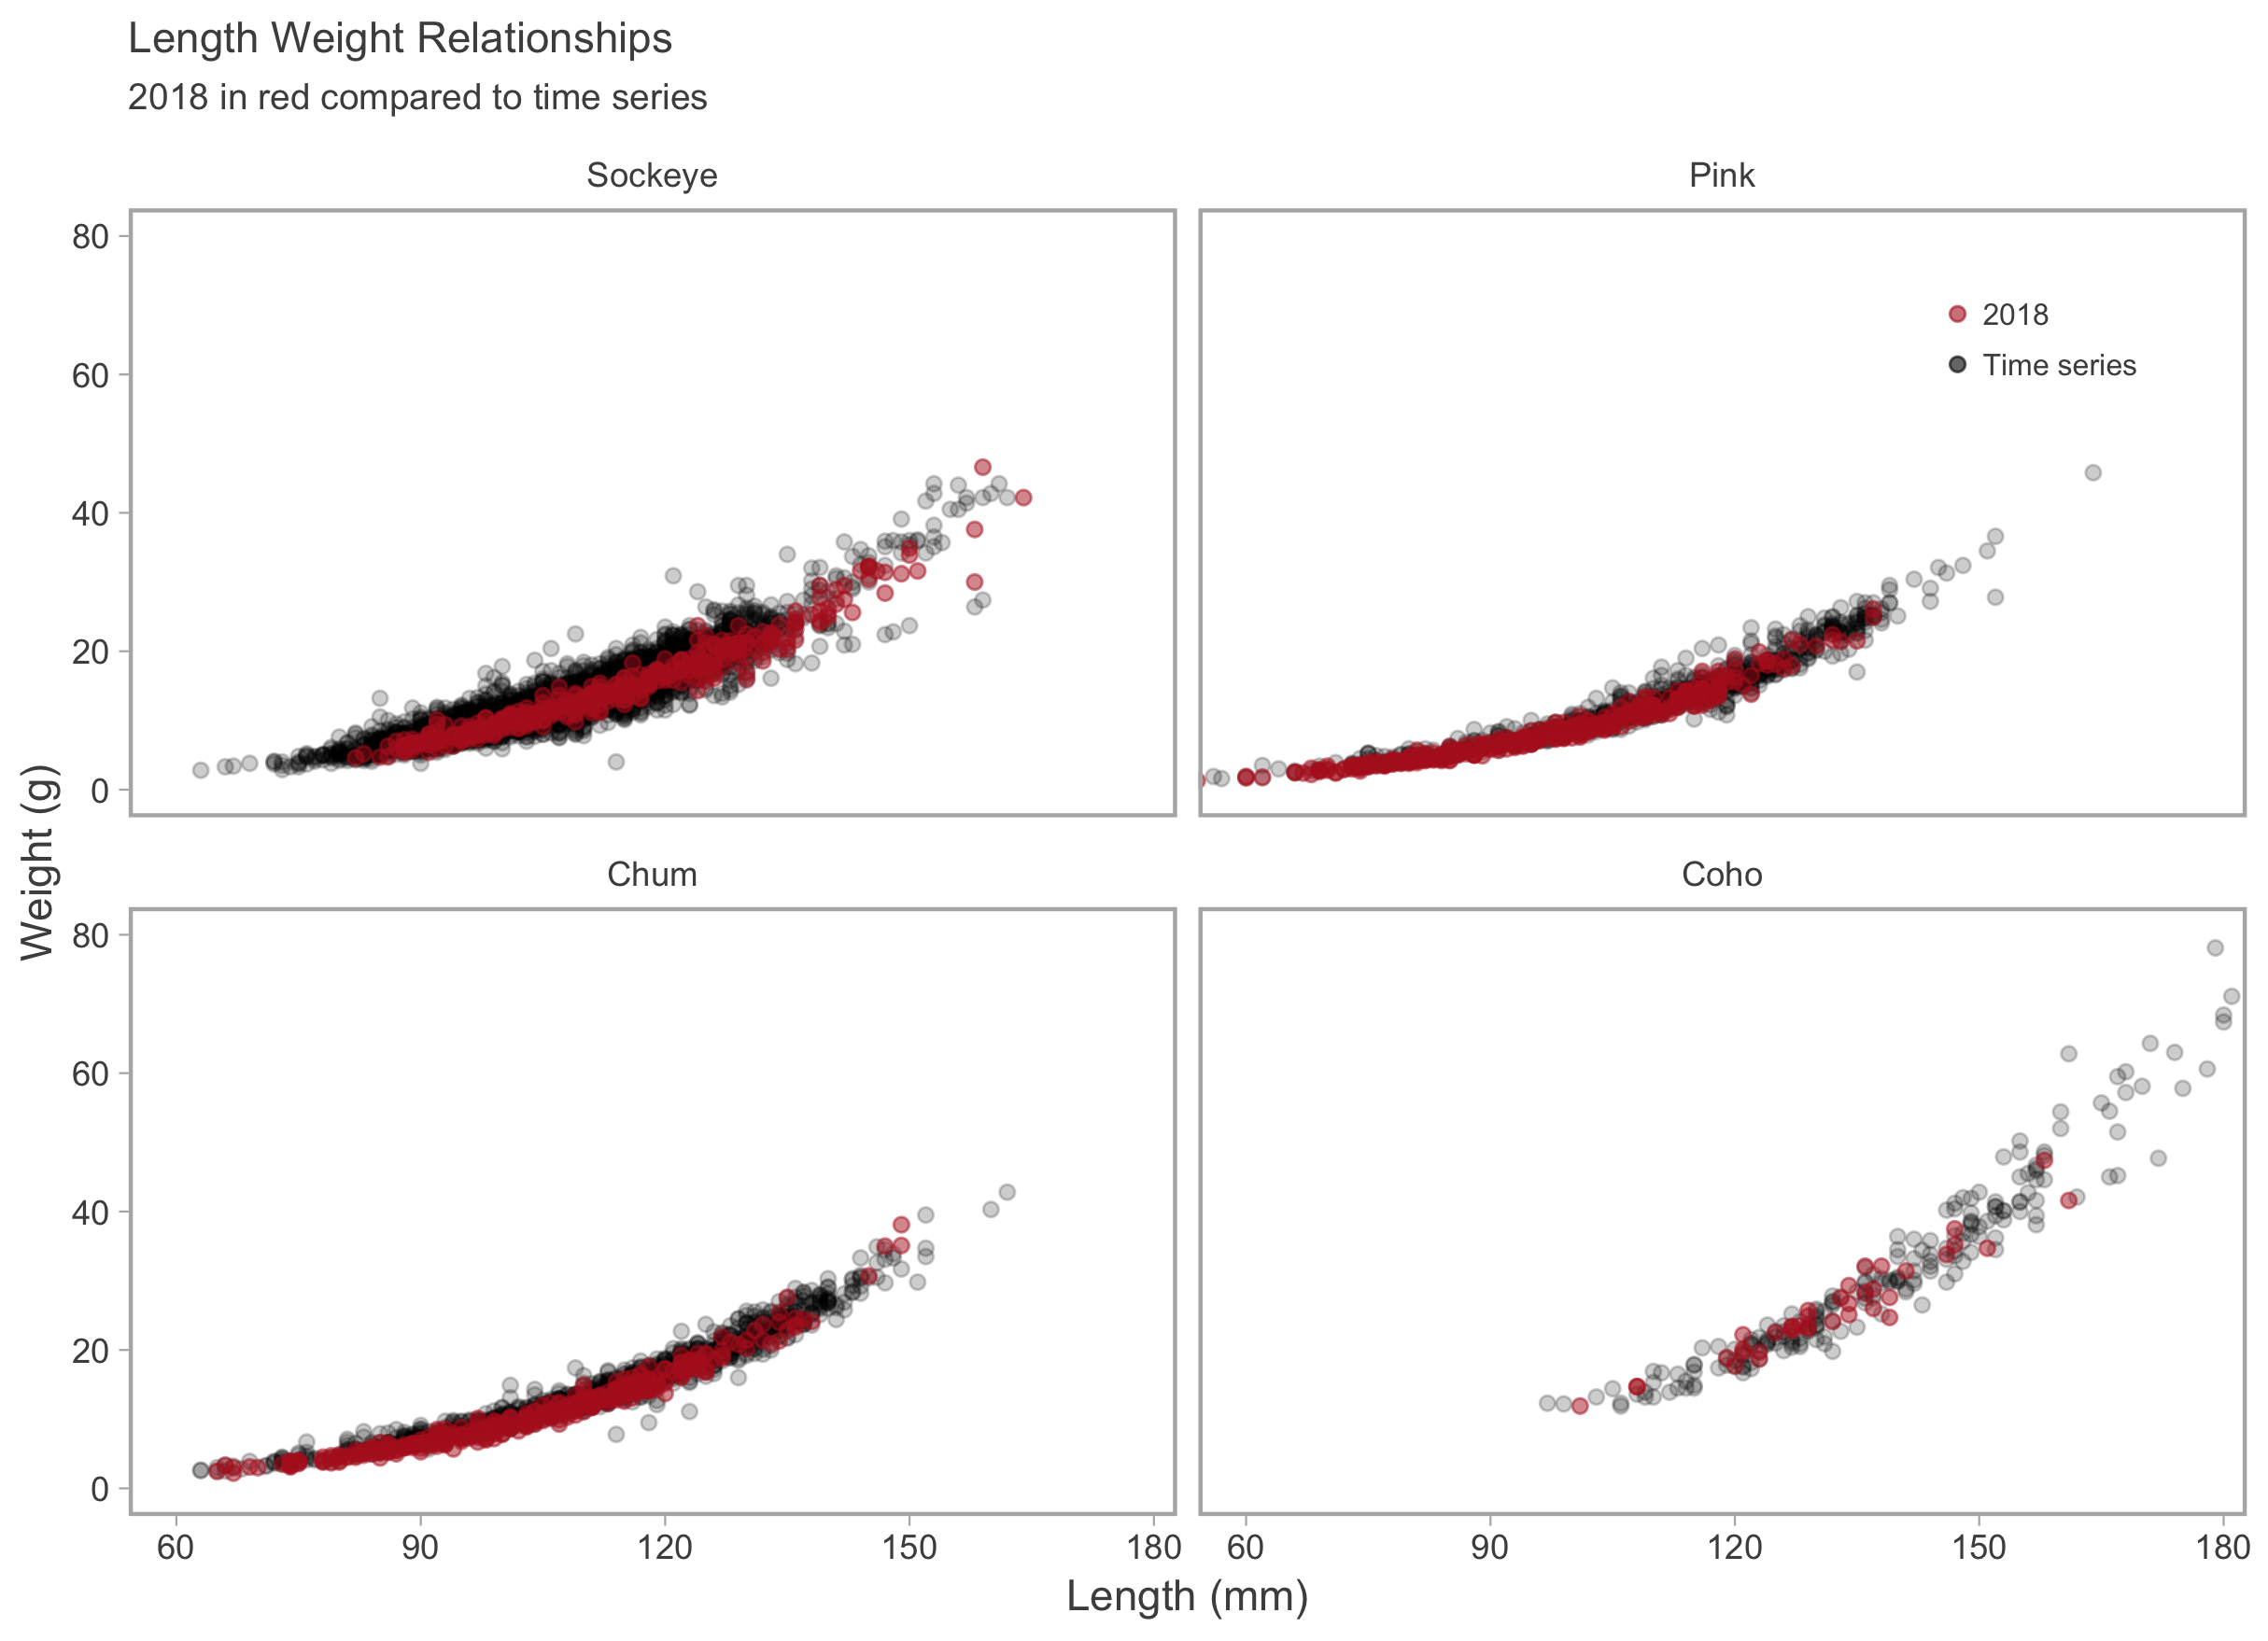 Length Weight Relationships
2018 in red compared to time series
Sockeye
Pink
80
60
40
20
0
2018
Time series
Weight (g)
Chum
Coho
80
60
40
20
0
60 90 120 150 180 60 90 120 150 180
Length (mm)